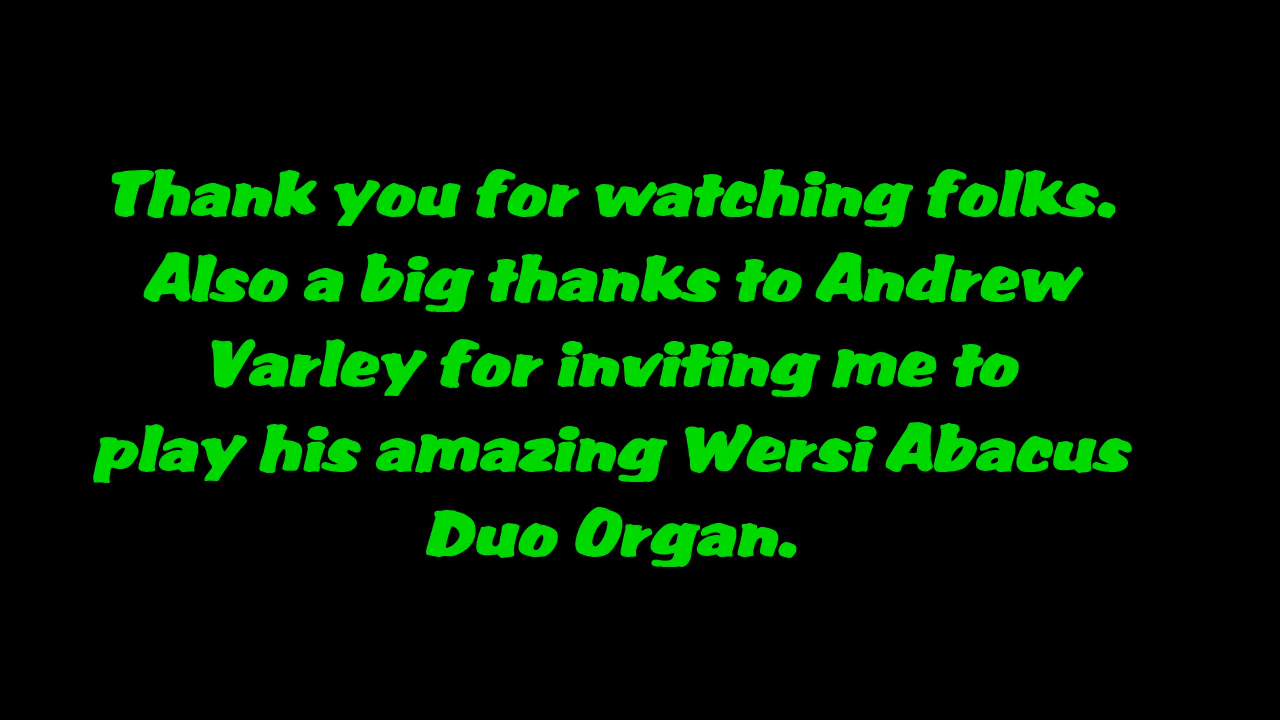 Thank you for watching folks.
Also a big thanks to Andrew
Varley for inviting me to
play his amazing Wersi Abacus
Duo Organ.